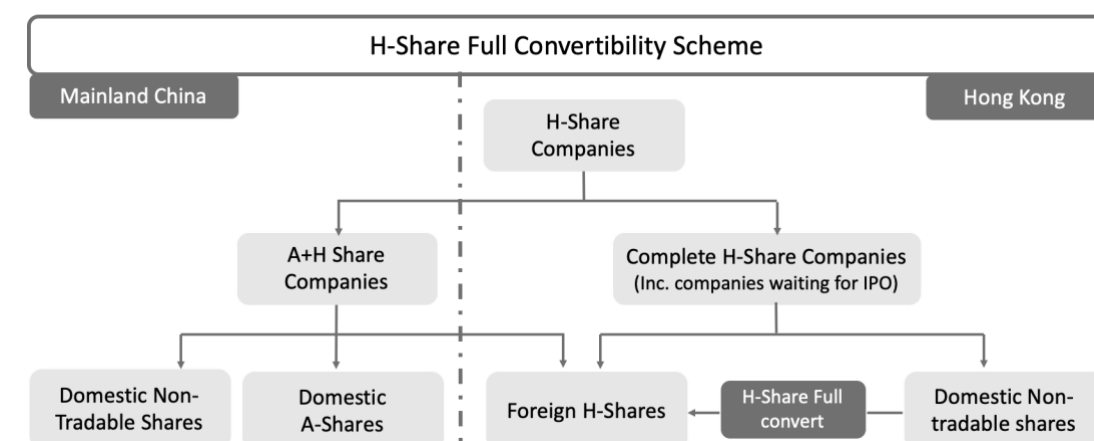 H-Share Full Convertibility Scheme
Mainland China
Hong Kong
H-Share
Companies
A+H Share
Companies
Complete H-Share Companies
(Inc. companies waiting for IPO)
Domestic Non-
Tradable Shares
Domestic
A-Shares
Foreign H-Shares
H-Share Full
convert
Domestic Non-
tradable shares